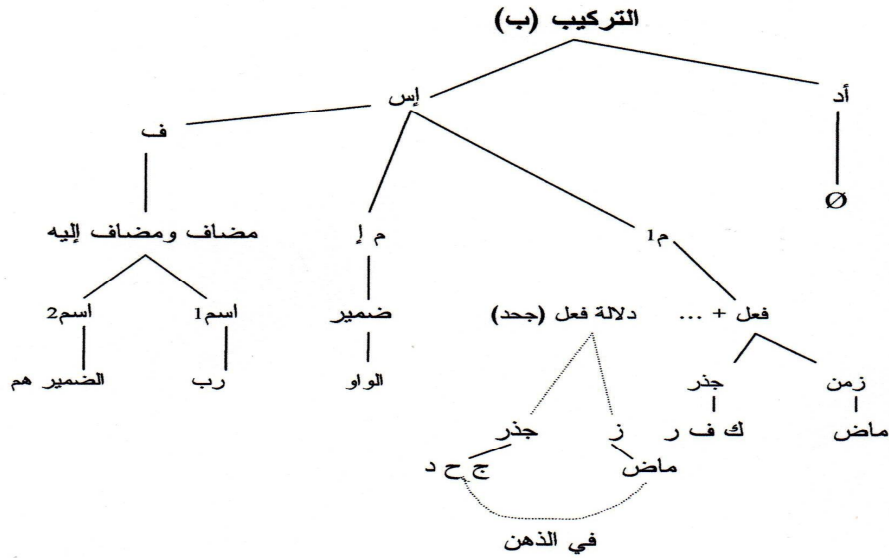 التركيب (ب)
أد
إس
ف
Ø
م1
م إ
مضاف ومضاف إليه
فعل + ...
دلالة فعل (جحد)
ضمير
اسم1
اسم2
زمن
جذر
الواو
رب
الضمير هم
ماض
ك ف ر
ز
جذر
ماض
ج ح د
في الذهن